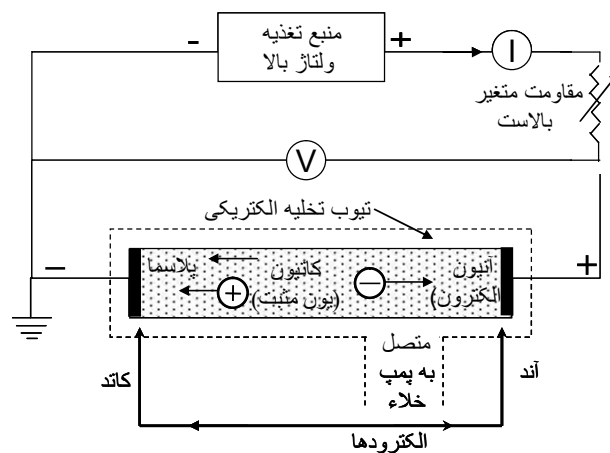 منبع تغذیه
ولتاژ بالا
-
+
I
مقاومت متغیر
بالاست
V
تیوب تخلیه الکتریکی
−
پلاسما
کاتیون
(یون مثبت)
+
−
آنیون
(الکترون)
+
متصل
به پمپ
خلاء
کاتد
آند
الکترودها